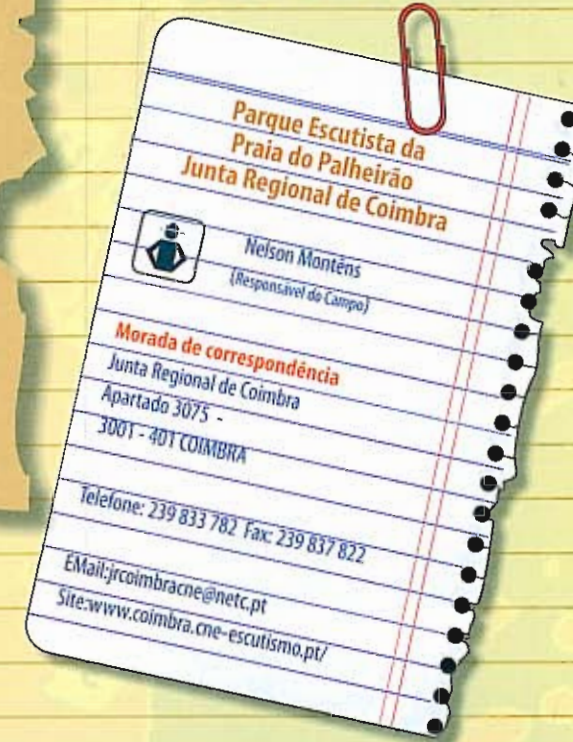 Parque Escutista da
Praia do Palheirão
Junta Regional de Coimbra
Nelson Monténs
(Responsável do Campo)
Morada de correspondência
Junta Regional de Coimbra
Apartado 3075 -
3001 - 401 COIMBRA
Telefone: 239 833 782 Fax: 239 837 822
EMail:jrcoimbracne@netc.pt
Site:www.coimbra.cne-escutismo.pt/